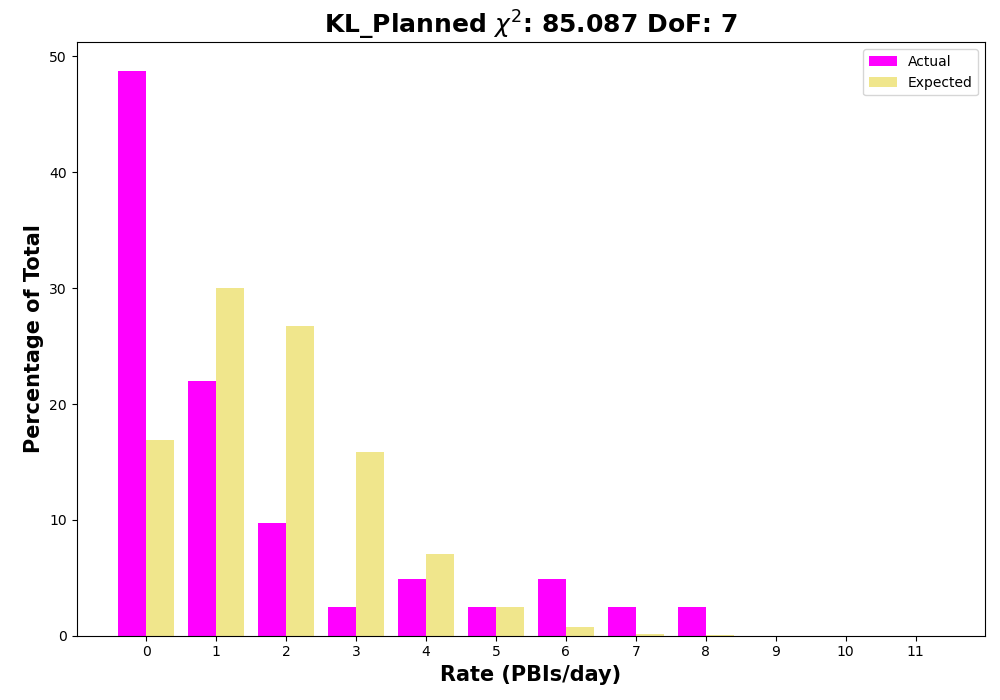 KL_Planned χ²: 85.087 DoF: 7
Actual
Expected
Percentage of Total
50
40
30
20
10
0
0 1 2 3 4 5 6 7 8 9 10 11
Rate (PBIs/day)